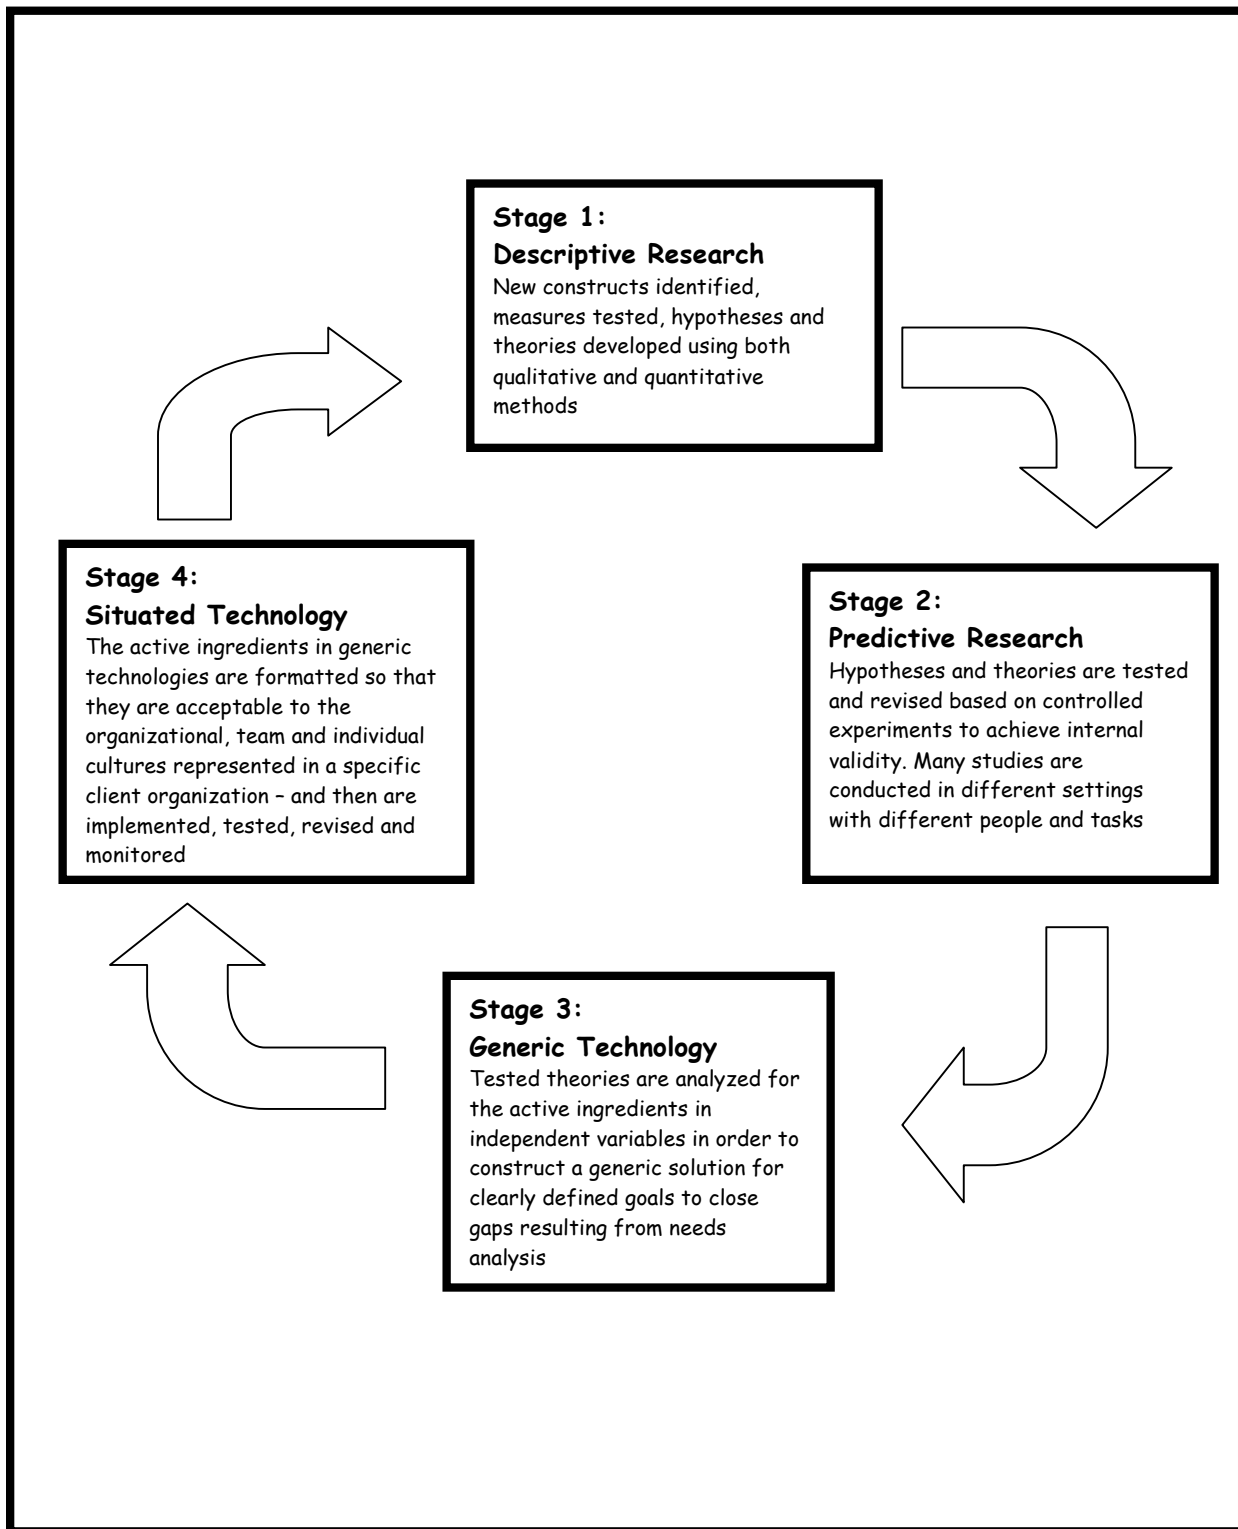 Stage 1:
Descriptive Research
New constructs identified,
measures tested, hypotheses and
theories developed using both
qualitative and quantitative
methods
Stage 2:
Predictive Research
Hypotheses and theories are tested
and revised based on controlled
experiments to achieve internal
validity. Many studies are
conducted in different settings
with different people and tasks
Stage 3:
Generic Technology
Tested theories are analyzed for
the active ingredients in
independent variables in order to
construct a generic solution for
clearly defined goals to close
gaps resulting from needs
analysis
Stage 4:
Situated Technology
The active ingredients in generic
technologies are formatted so that
they are acceptable to the
organizational, team and individual
cultures represented in a specific
client organization – and then are
implemented, tested, revised and
monitored